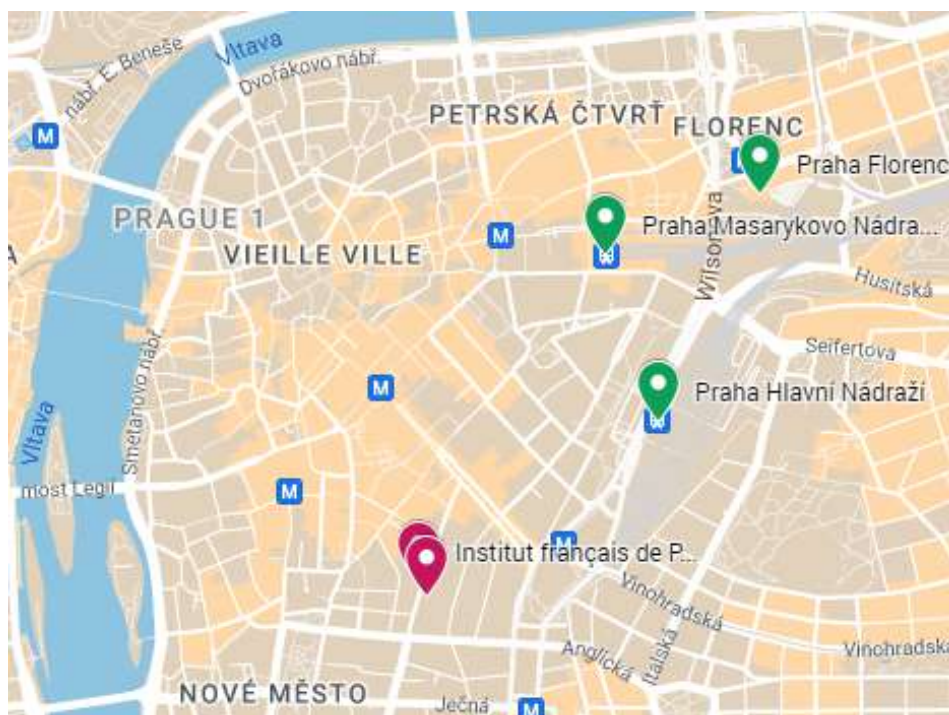 nábř. E. Beneše
Vltava
Dvořákovo nábř.
M
PETRSKÁ ČTVRŤ
FLORENC
Praha Florenc
PRAGUE 1
M
Praha Masarykovo Nádra...
VIEILLE VILLE
A
Wilsonova
Husitská
Seifertova
Smetanovo nábř.
M
Praha Hlavní Nádraží
Vltava
most Legií
M
M
Institut français de P...
Vinohradská
Anglická
Italská
Vinohradská
NOVÉ MĚSTO
Ječná
M